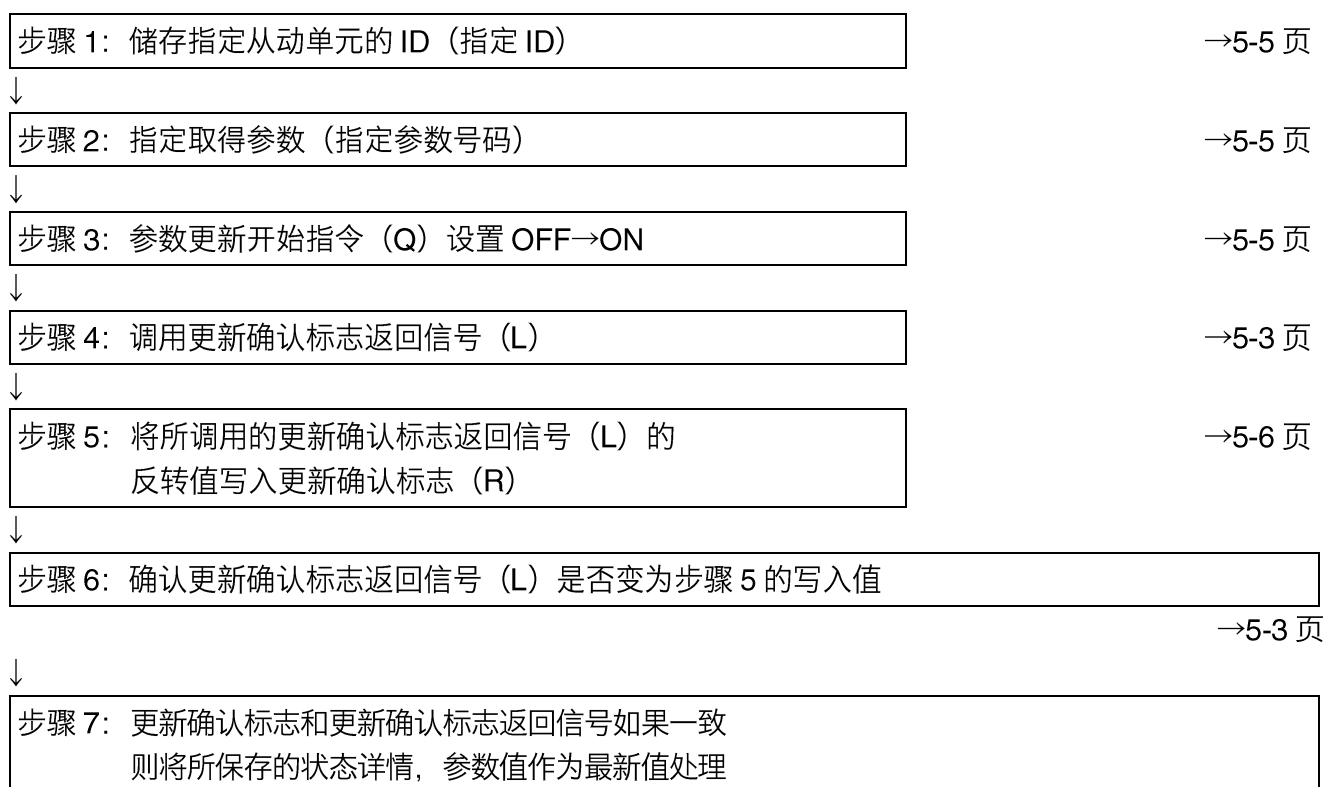 步骤 1：储存指定从动单元的 ID（指定 ID） →5-5 页
↓
步骤 2：指定取得参数（指定参数号码） →5-5 页
↓
步骤 3：参数更新开始指令（Q）设置 OFF→ON →5-5 页
↓
步骤 4：调用更新确认标志返回信号（L） →5-3 页
↓
步骤 5：将所调用的更新确认标志返回信号（L）的 →5-6 页
反转值写入更新确认标志（R）
↓
步骤 6：确认更新确认标志返回信号（L）是否变为步骤 5 的写入值
→5-3 页
↓
步骤 7：更新确认标志和更新确认标志返回信号如果一致
则将所保存的状态详情，参数值作为最新值处理